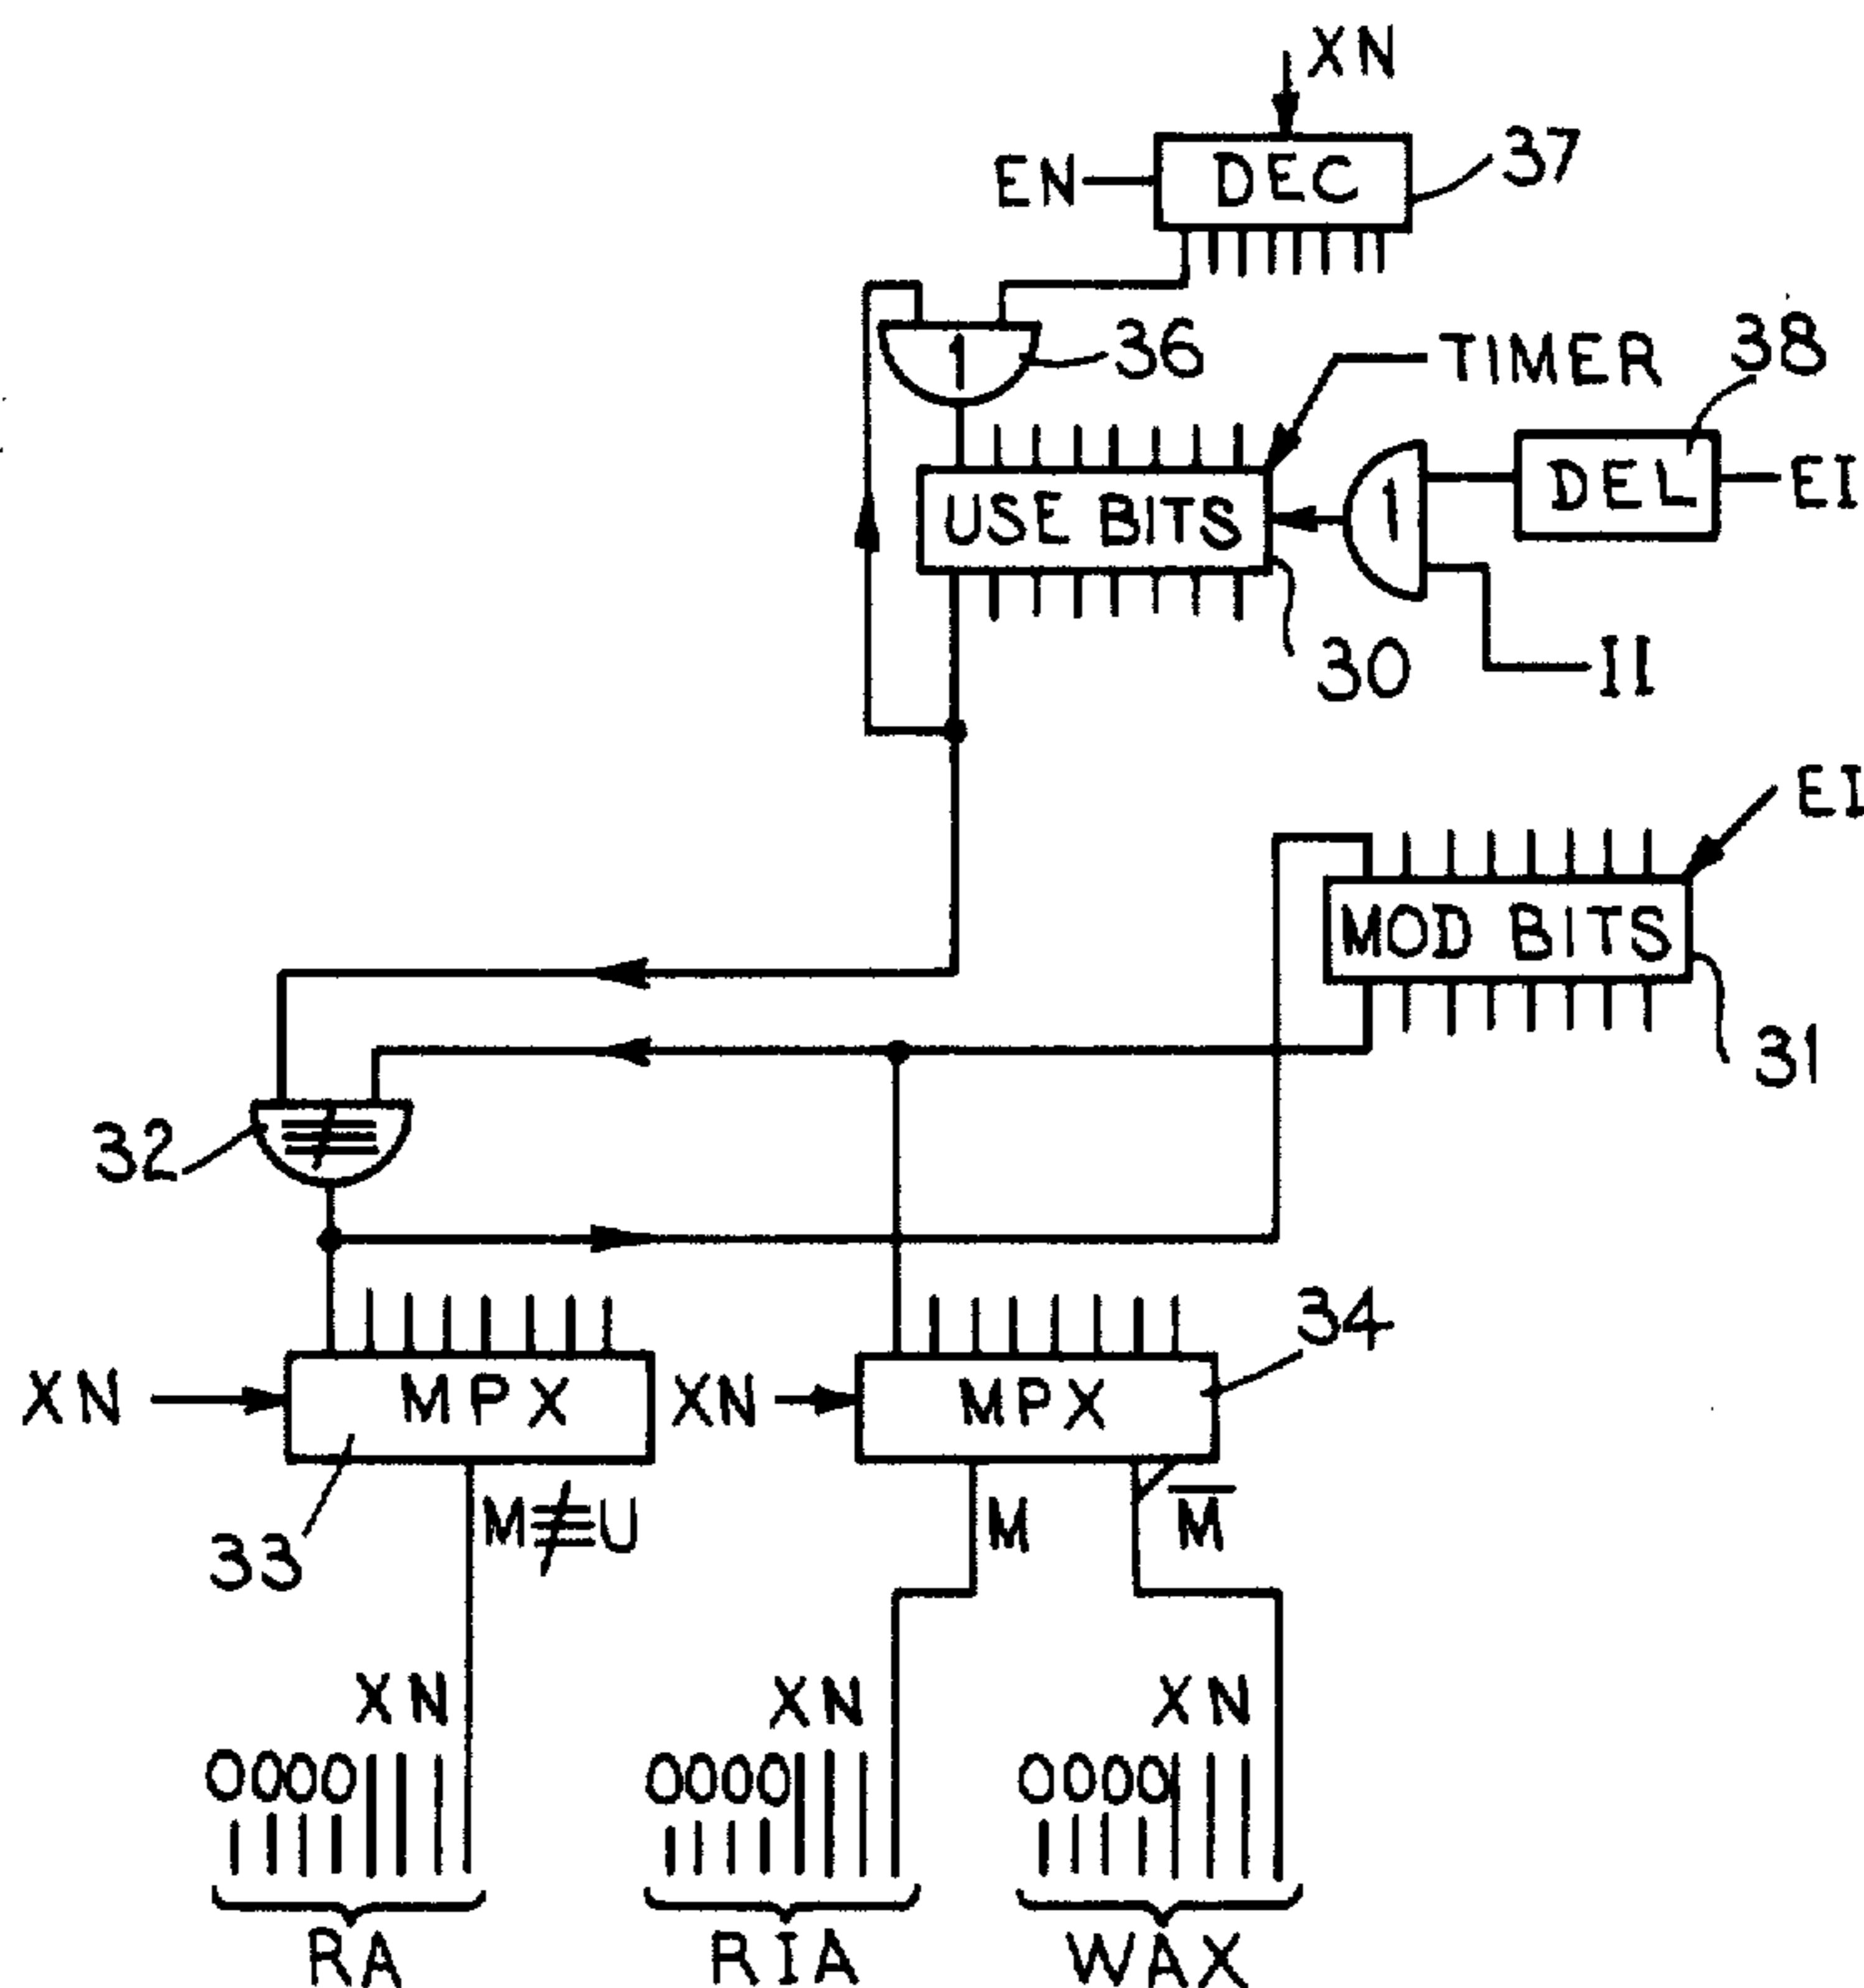 XN
EN
DEC
37
1
36
TIMER
38
USE BITS
1
DEL
EI
30
II
EI
MOD BITS
31
≢
32
34
XN
MPX
XN
MPX
33
M≢U
M
M̅
XN
XN
XN
0000
0000
0000
RA
RIA
WAX